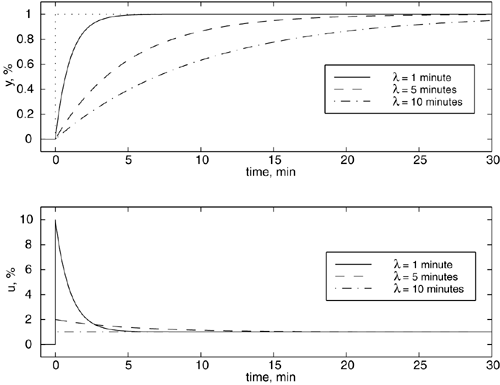 1
0.8
0.6
0.4
0.2
0
y, %
λ = 1 minute
λ = 5 minutes
λ = 10 minutes
0 5 10 15 20 25 30
time, min
10
8
6
4
2
0
u, %
λ = 1 minute
λ = 5 minutes
λ = 10 minutes
0 5 10 15 20 25 30
time, min